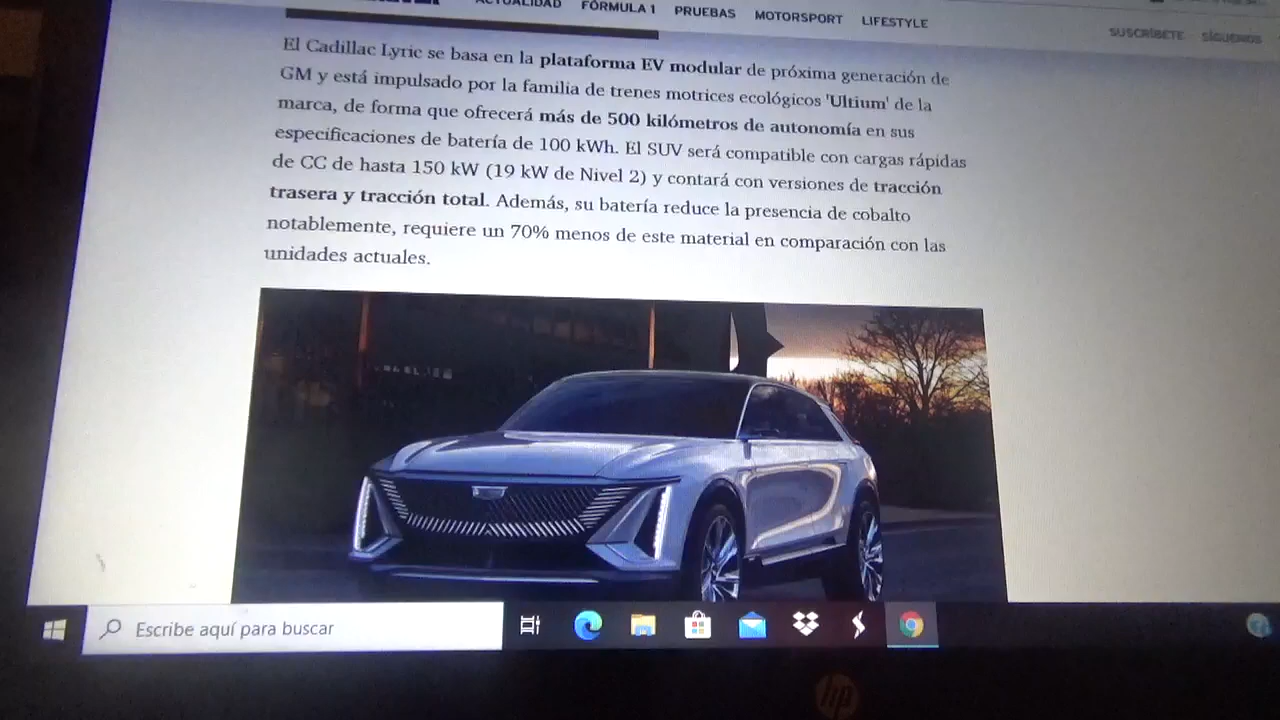 ACTUALIDAD FÓRMULA 1 PRUEBAS MOTORSPORT LIFESTYLE
SUSCRÍBETE SÍGUENOS
El Cadillac Lyric se basa en la plataforma EV modular de próxima generación de
GM y está impulsado por la familia de trenes motrices ecológicos 'Ultium' de la
marca, de forma que ofrecerá más de 500 kilómetros de autonomía en sus
especificaciones de batería de 100 kWh. El SUV será compatible con cargas rápidas
de CC de hasta 150 kW (19 kW de Nivel 2) y contará con versiones de tracción
trasera y tracción total. Además, su batería reduce la presencia de cobalto
notablemente, requiere un 70% menos de este material en comparación con las
unidades actuales.
Escribe aquí para buscar
hp